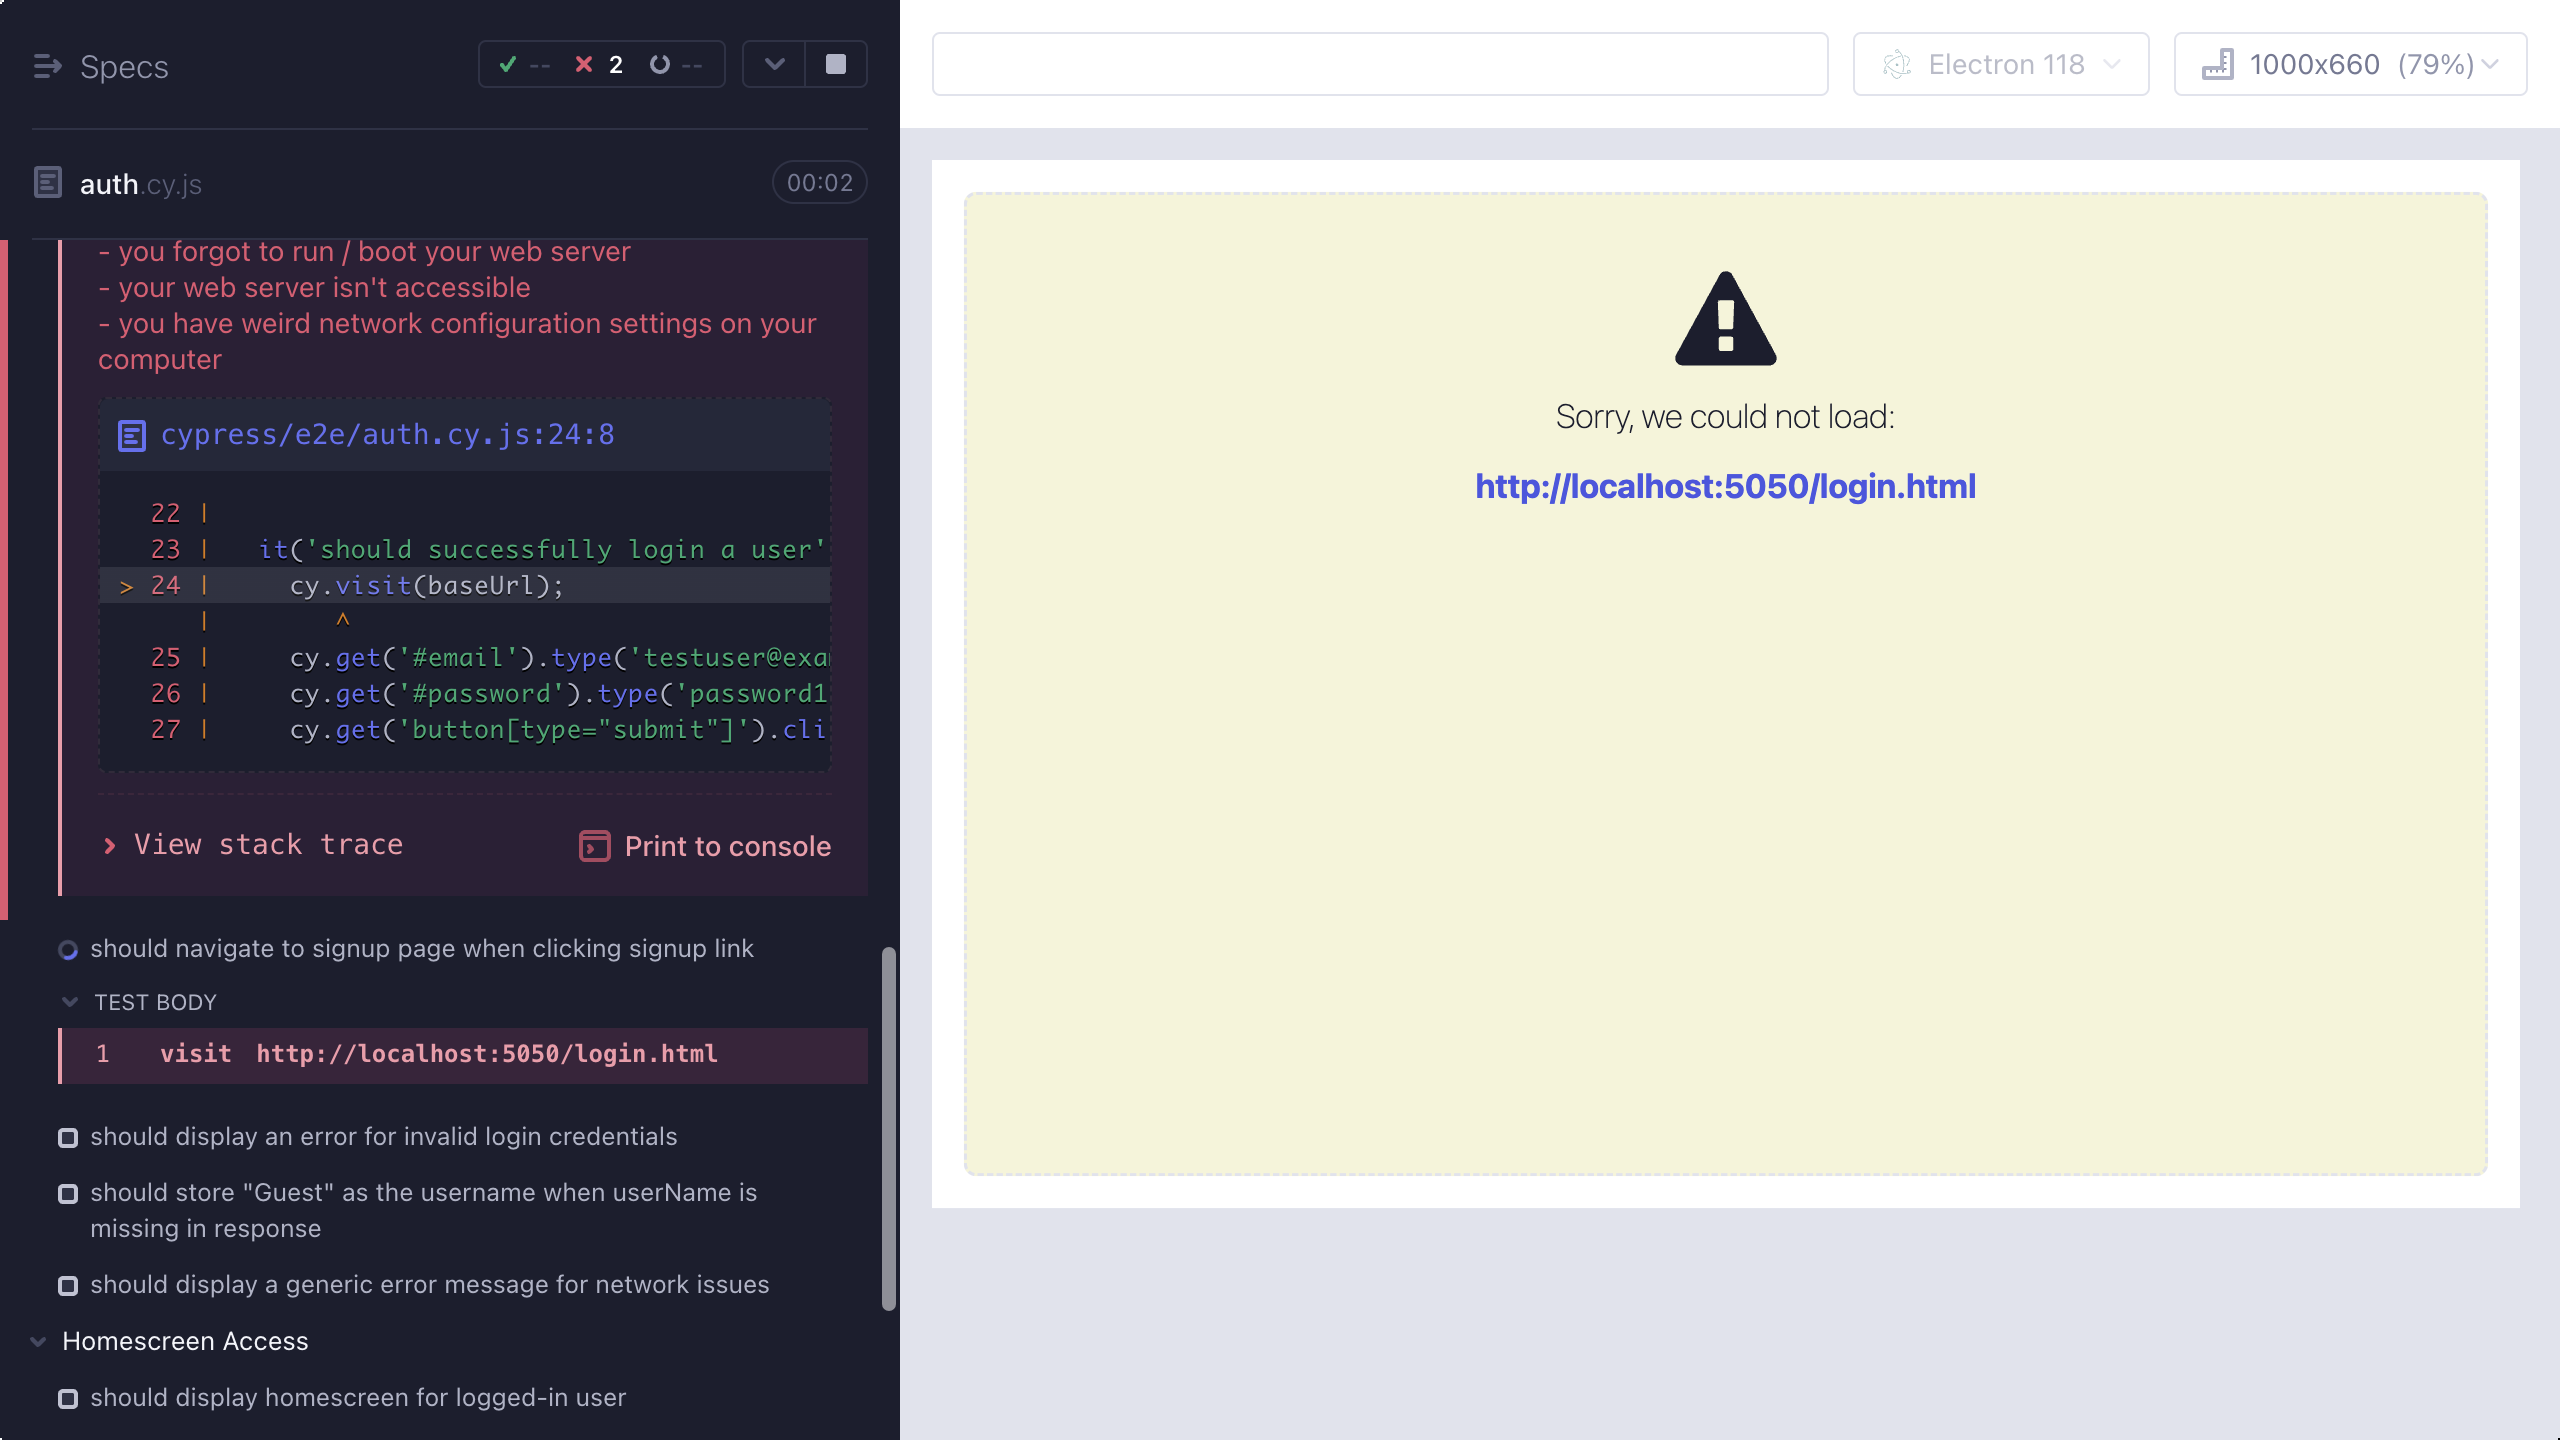 Specs
-- 2 --
auth.cy.js
00:02
- you forgot to run / boot your web server
- your web server isn't accessible
- you have weird network configuration settings on your
computer
cypress/e2e/auth.cy.js:24:8
22 |
23 | it('should successfully login a user'
> 24 | cy.visit(baseUrl);
| ^
25 | cy.get('#email').type('testuser@exa
26 | cy.get('#password').type('password1
27 | cy.get('button[type="submit"]').cli
View stack trace
Print to console
should navigate to signup page when clicking signup link
TEST BODY
1 visit http://localhost:5050/login.html
should display an error for invalid login credentials
should store "Guest" as the username when userName is
missing in response
should display a generic error message for network issues
Homescreen Access
should display homescreen for logged-in user
Electron 118
1000x660 (79%)
Sorry, we could not load:
http://localhost:5050/login.html